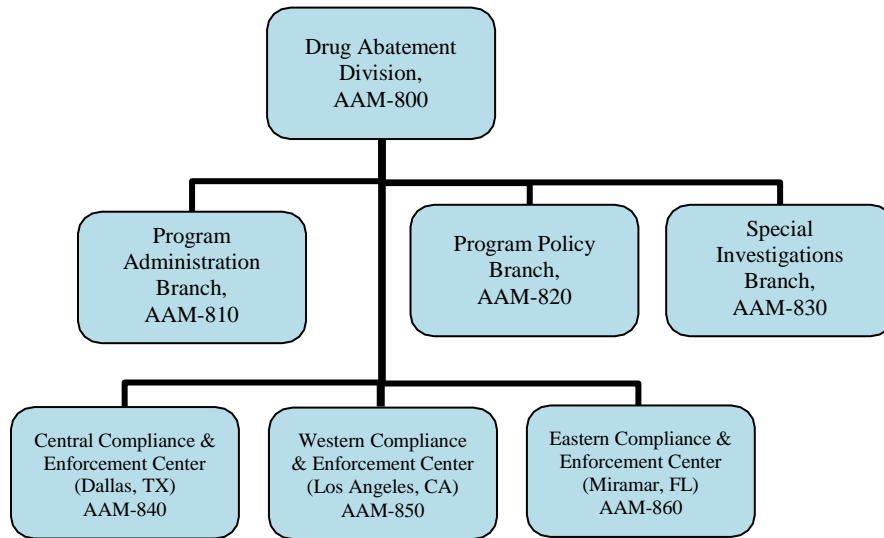 Drug Abatement
Division,
AAM-800
Program
Administration
Branch,
AAM-810
Program Policy
Branch,
AAM-820
Special
Investigations
Branch,
AAM-830
Central Compliance &
Enforcement Center
(Dallas, TX)
AAM-840
Western Compliance
& Enforcement Center
(Los Angeles, CA)
AAM-850
Eastern Compliance &
Enforcement Center
(Miramar, FL)
AAM-860